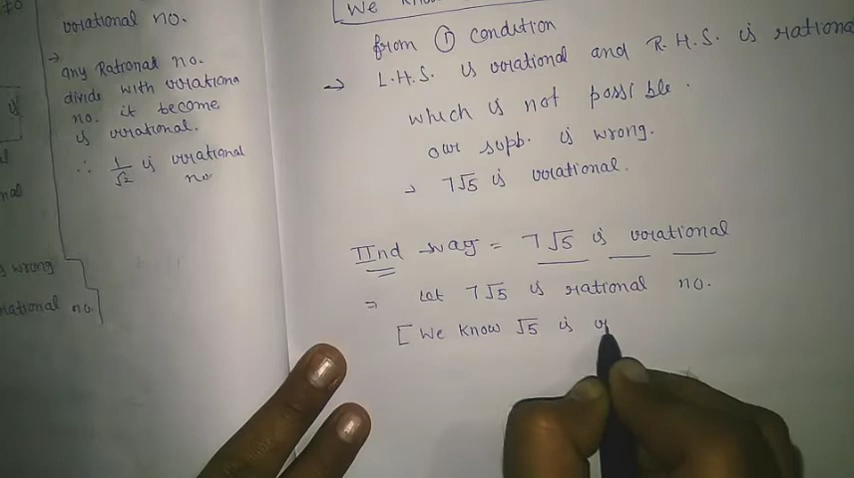 irrational no.
→ any Rational no.
divide with irrationa
no. it become
is irrational.
∴ 1/√2 is irrational
no
wrong
rational no.
[We know
from ① condition
→ L.H.S. is irrational and R.H.S. is rationa
which is not possible.
our supp. is wrong.
→ 7√5 is irrational.
IInd way = 7√5 is irrational
⇒ Let 7√5 is rational no.
[We know √5 is ir